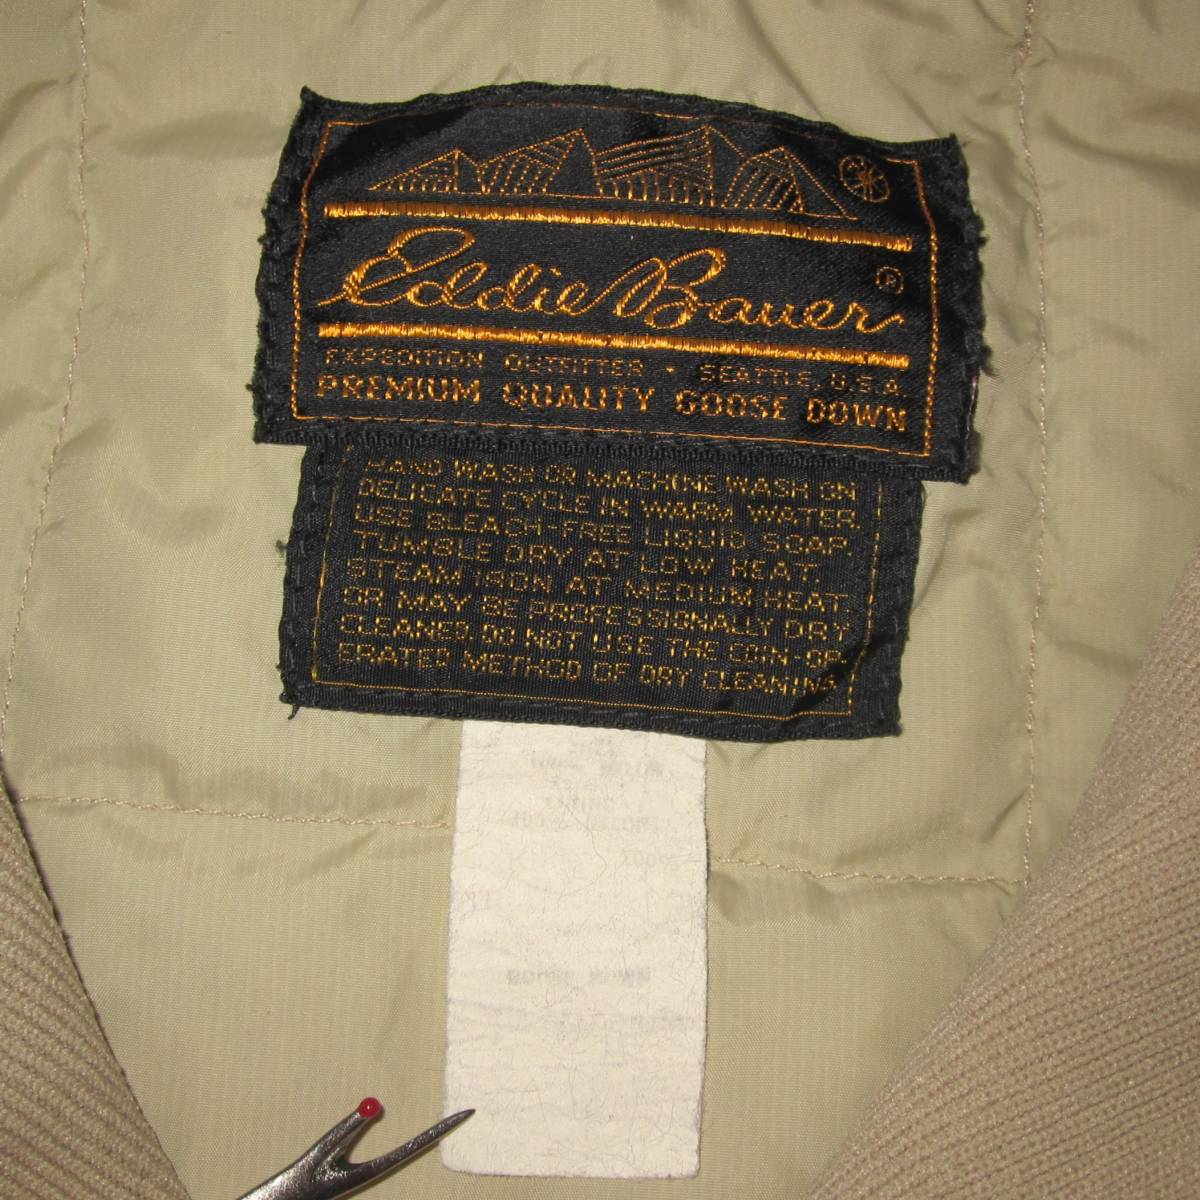 Eddie Bauer ®
EXPEDITION OUTFITTER · SEATTLE, U.S.A.
PREMIUM QUALITY GOOSE DOWN
HAND WASH OR MACHINE WASH ON
DELICATE CYCLE IN WARM WATER.
USE BLEACH-FREE LIQUID SOAP.
TUMBLE DRY AT LOW HEAT.
STEAM IRON AT MEDIUM HEAT.
OR MAY BE PROFESSIONALLY DRY
CLEANED. DO NOT USE THE COIN-OP-
ERATED METHOD OF DRY CLEANING.